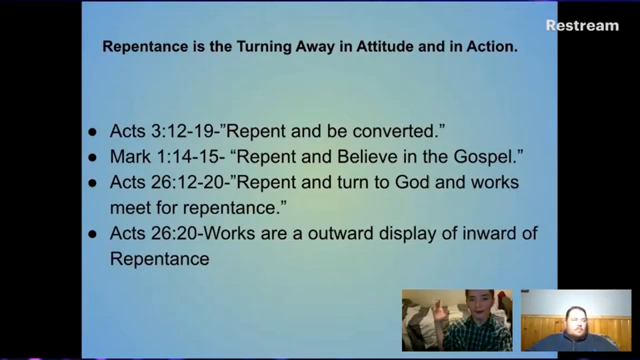 Restream
Repentance is the Turning Away in Attitude and in Action.
● Acts 3:12-19-”Repent and be converted.”
● Mark 1:14-15- “Repent and Believe in the Gospel.”
● Acts 26:12-20-”Repent and turn to God and works
meet for repentance.”
● Acts 26:20-Works are a outward display of inward of
Repentance